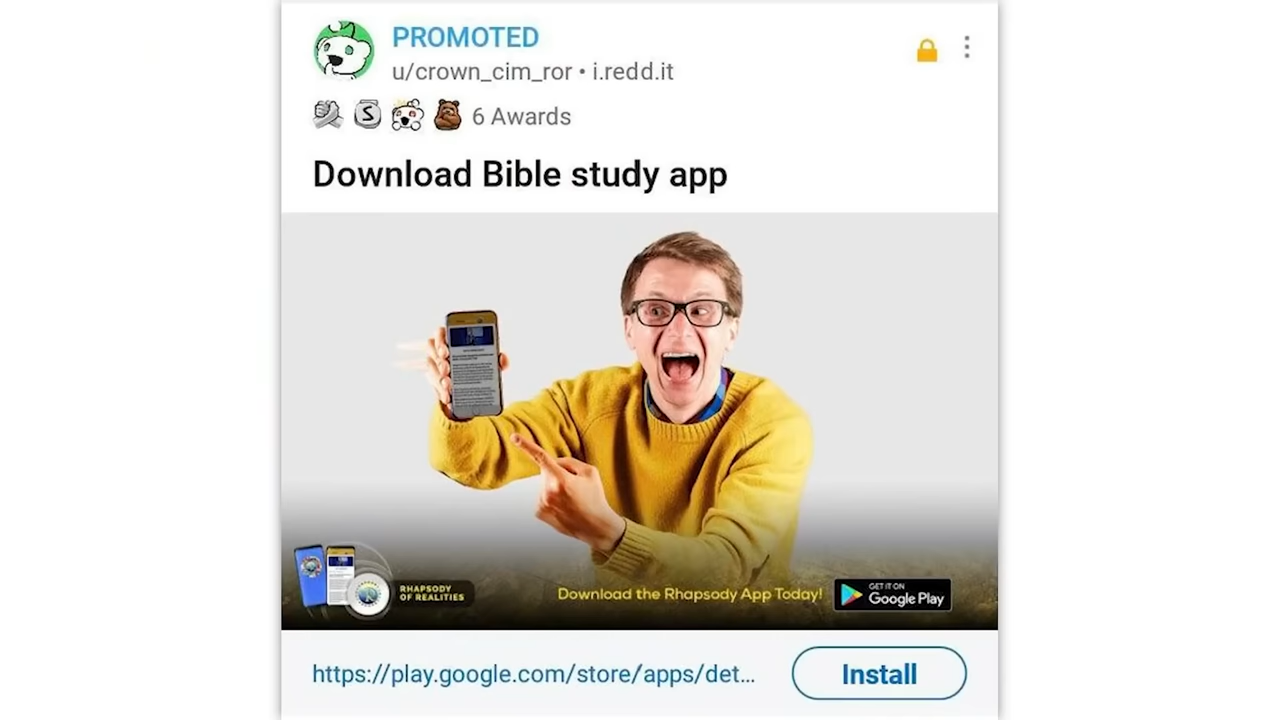 PROMOTED
u/crown_cim_ror • i.redd.it
6 Awards
Download Bible study app
RHAPSODY
OF REALITIES
Download the Rhapsody App Today!
GET IT ON
Google Play
https://play.google.com/store/apps/det...
Install